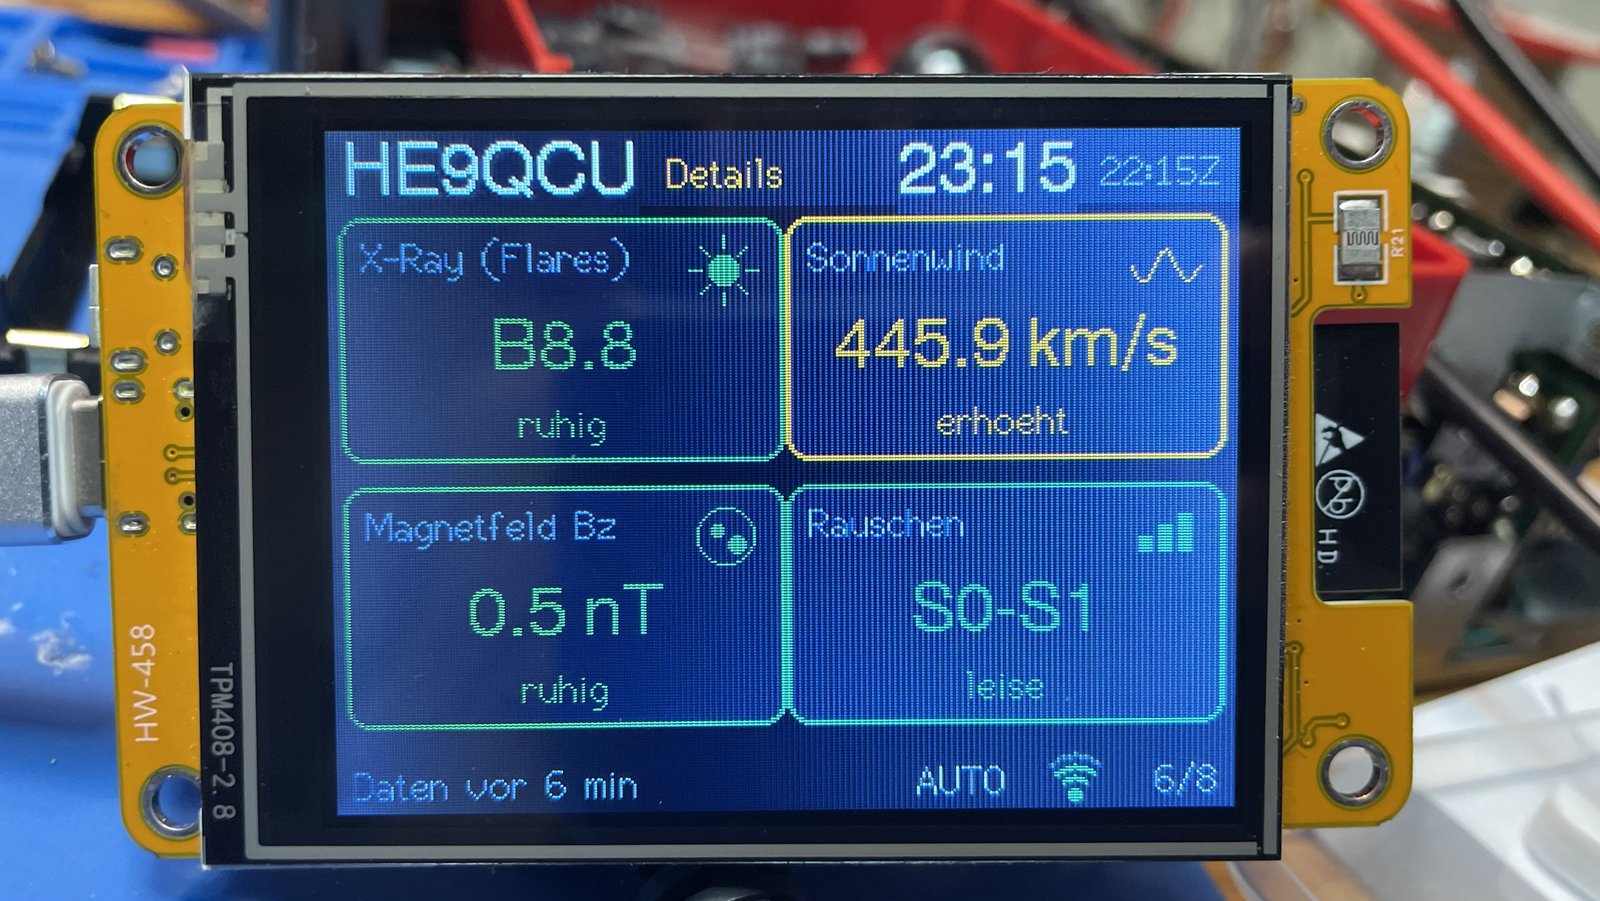 HE9QCU Details 23:15 22:15Z
X-Ray (Flares)
B8.8
ruhig
Sonnenwind
445.9 km/s
erhoeht
Magnetfeld Bz
0.5 nT
ruhig
Rauschen
S0-S1
leise
Daten vor 6 min AUTO 6/8
HW-458
TPM408-2.8
R21
Pb
HD.